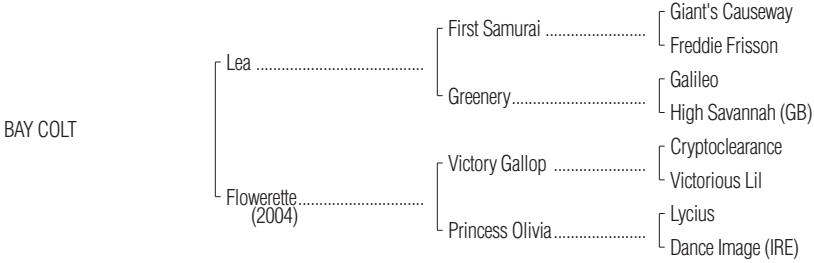 BAY COLT
Lea
Flowerette
(2004)
First Samurai
Greenery
Victory Gallop
Princess Olivia
Giant's Causeway
Freddie Frisson
Galileo
High Savannah (GB)
Cryptoclearance
Victorious Lil
Lycius
Dance Image (IRE)